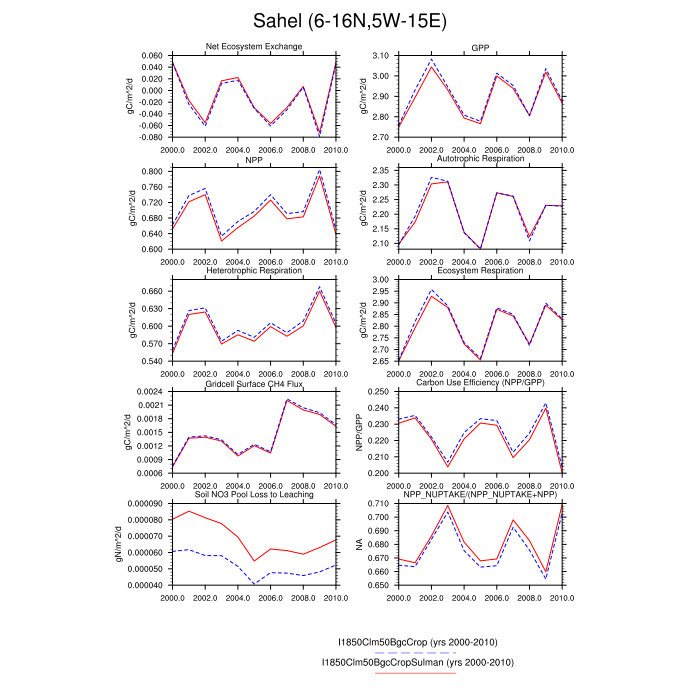 Sahel (6-16N,5W-15E)
Net Ecosystem Exchange
gC/m^2/d
0.060
0.040
0.020
0.000
-0.020
-0.040
-0.060
-0.080
2000.0 2002.0 2004.0 2006.0 2008.0 2010.0
GPP
gC/m^2/d
3.10
3.00
2.90
2.80
2.70
2000.0 2002.0 2004.0 2006.0 2008.0 2010.0
NPP
gC/m^2/d
0.800
0.760
0.720
0.680
0.640
0.600
2000.0 2002.0 2004.0 2006.0 2008.0 2010.0
Autotrophic Respiration
gC/m^2/d
2.35
2.30
2.25
2.20
2.15
2.10
2000.0 2002.0 2004.0 2006.0 2008.0 2010.0
Heterotrophic Respiration
gC/m^2/d
0.660
0.630
0.600
0.570
0.540
2000.0 2002.0 2004.0 2006.0 2008.0 2010.0
Ecosystem Respiration
gC/m^2/d
3.00
2.95
2.90
2.85
2.80
2.75
2.70
2.65
2000.0 2002.0 2004.0 2006.0 2008.0 2010.0
Gridcell Surface CH4 Flux
gC/m^2/d
0.0024
0.0021
0.0018
0.0015
0.0012
0.0009
0.0006
2000.0 2002.0 2004.0 2006.0 2008.0 2010.0
Carbon Use Efficiency (NPP/GPP)
NPP/GPP
0.250
0.240
0.230
0.220
0.210
0.200
2000.0 2002.0 2004.0 2006.0 2008.0 2010.0
Soil NO3 Pool Loss to Leaching
gN/m^2/d
0.000090
0.000080
0.000070
0.000060
0.000050
0.000040
2000.0 2002.0 2004.0 2006.0 2008.0 2010.0
NPP_NUPTAKE/(NPP_NUPTAKE+NPP)
NA
0.710
0.700
0.690
0.680
0.670
0.660
0.650
2000.0 2002.0 2004.0 2006.0 2008.0 2010.0
I1850Clm50BgcCrop (yrs 2000-2010)
I1850Clm50BgcCropSulman (yrs 2000-2010)